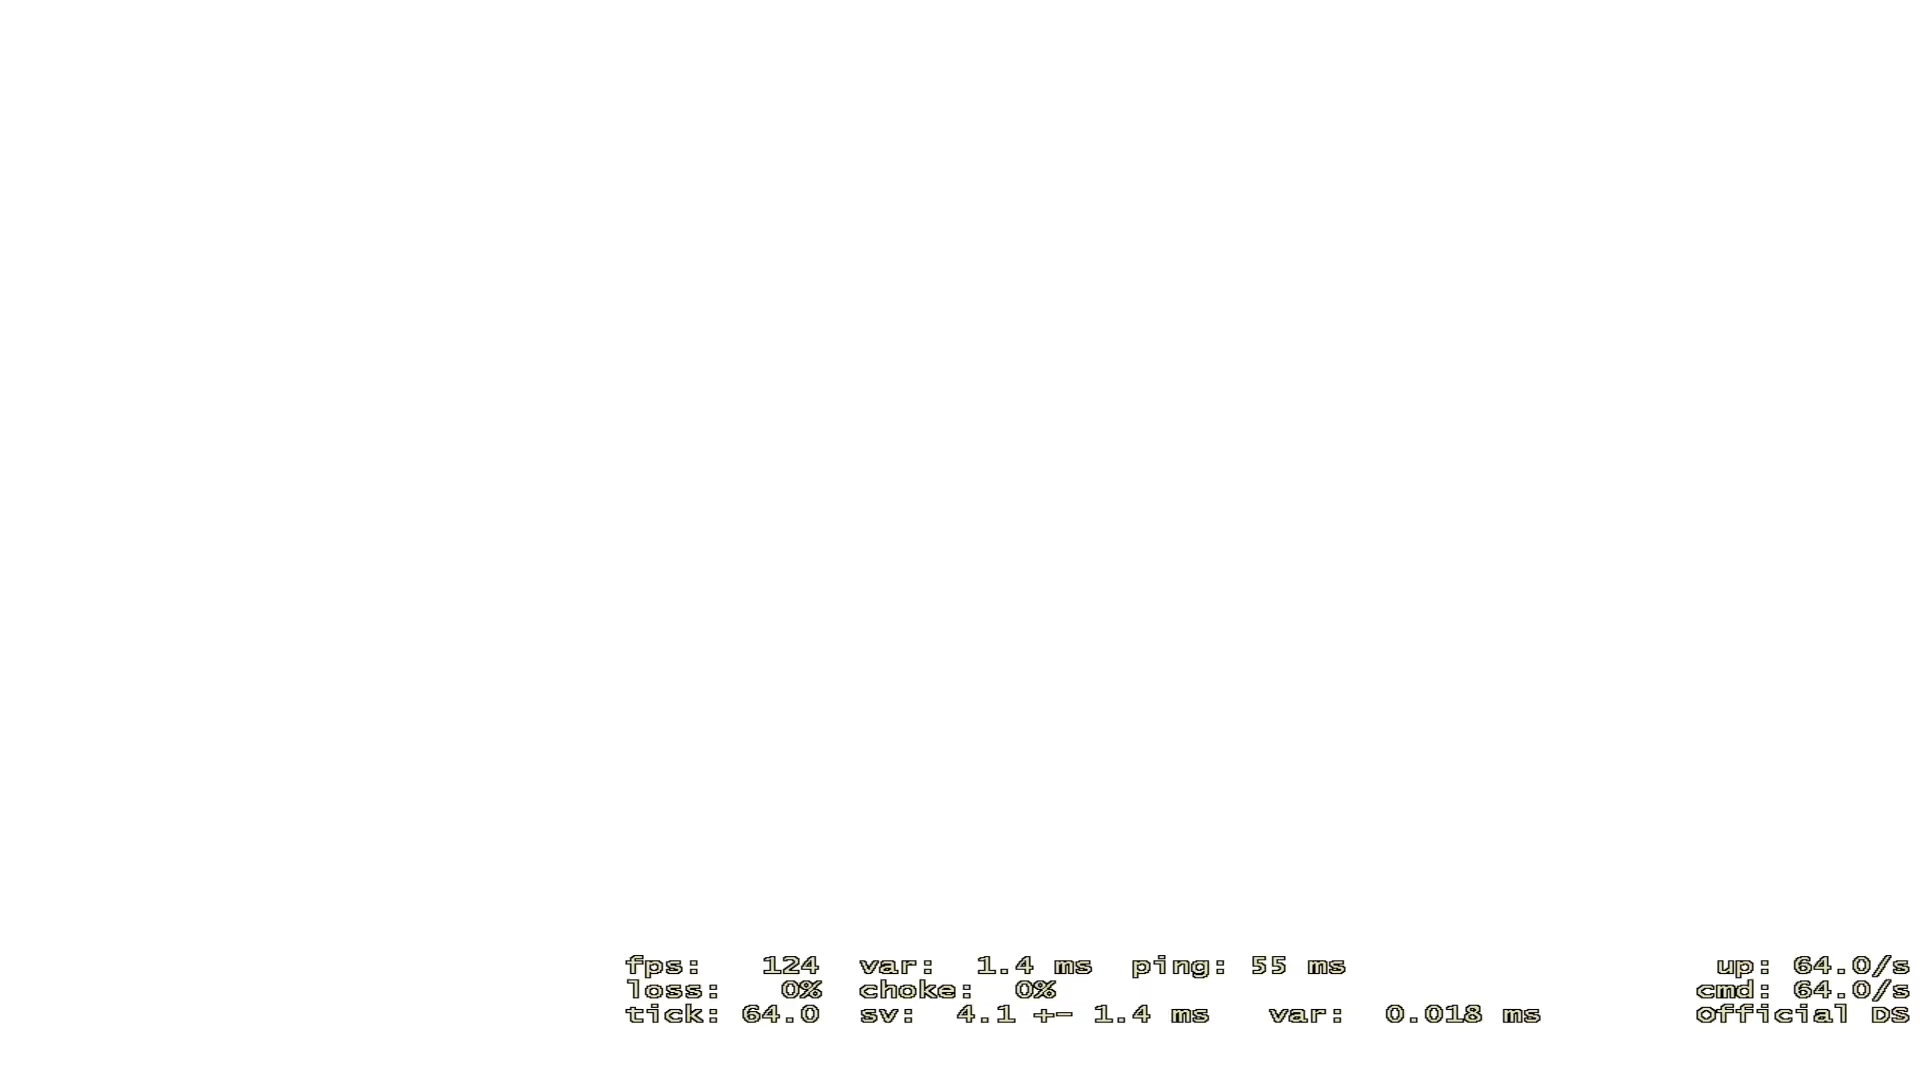 fps: 124 var: 1.4 ms ping: 55 ms up: 64.0/s
loss: 0% choke: 0% cmd: 64.0/s
tick: 64.0 sv: 4.1 +- 1.4 ms var: 0.018 ms Official DS